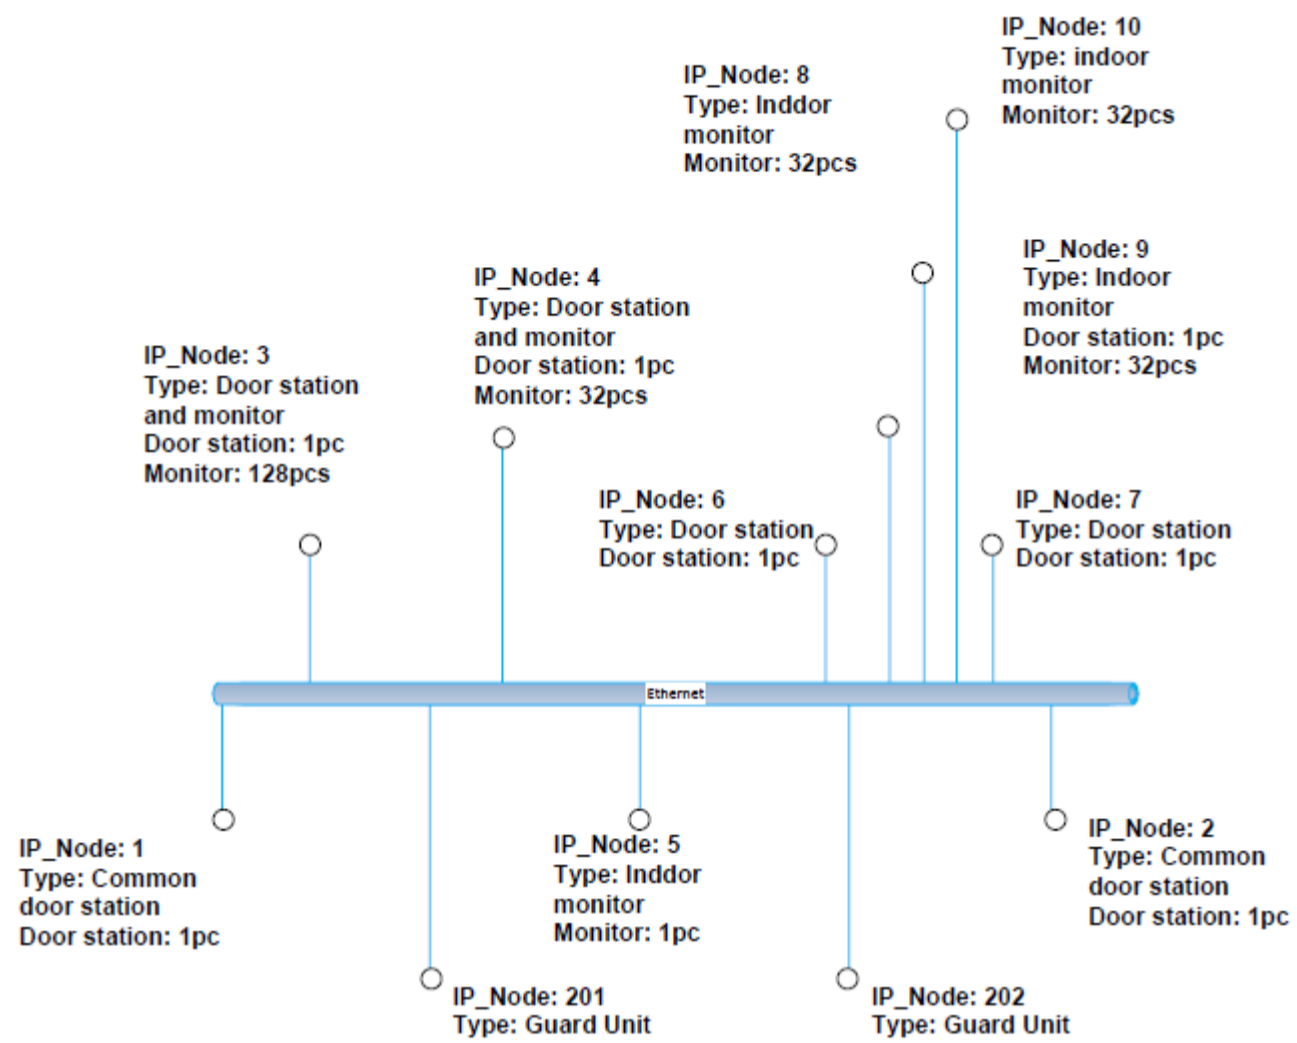 IP_Node: 10
Type: indoor
monitor
Monitor: 32pcs
IP_Node: 8
Type: Inddor
monitor
Monitor: 32pcs
IP_Node: 9
Type: Indoor
monitor
Door station: 1pc
Monitor: 32pcs
IP_Node: 4
Type: Door station
and monitor
Door station: 1pc
Monitor: 32pcs
IP_Node: 3
Type: Door station
and monitor
Door station: 1pc
Monitor: 128pcs
IP_Node: 6
Type: Door station
Door station: 1pc
IP_Node: 7
Type: Door station
Door station: 1pc
Ethernet
IP_Node: 1
Type: Common
door station
Door station: 1pc
IP_Node: 5
Type: Inddor
monitor
Monitor: 1pc
IP_Node: 2
Type: Common
door station
Door station: 1pc
IP_Node: 201
Type: Guard Unit
IP_Node: 202
Type: Guard Unit